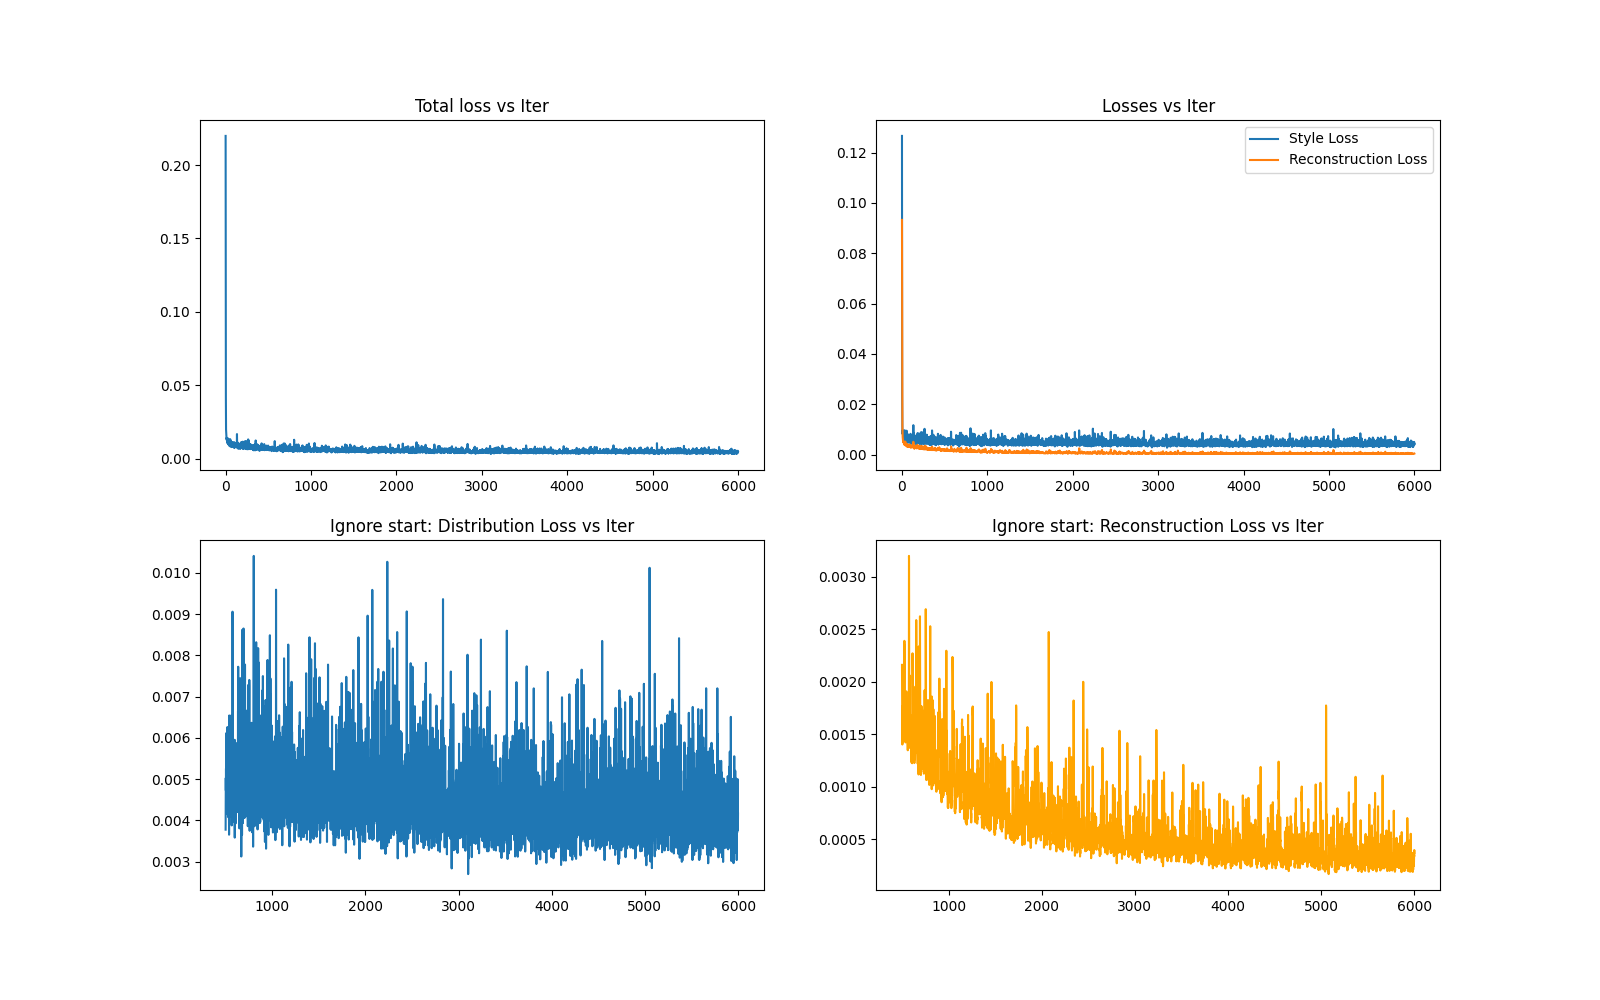 Total loss vs Iter
0.20
0.15
0.10
0.05
0.00
0 1000 2000 3000 4000 5000 6000
Losses vs Iter
Style Loss
Reconstruction Loss
0.12
0.10
0.08
0.06
0.04
0.02
0.00
0 1000 2000 3000 4000 5000 6000
Ignore start: Distribution Loss vs Iter
0.010
0.009
0.008
0.007
0.006
0.005
0.004
0.003
1000 2000 3000 4000 5000 6000
Ignore start: Reconstruction Loss vs Iter
0.0030
0.0025
0.0020
0.0015
0.0010
0.0005
1000 2000 3000 4000 5000 6000